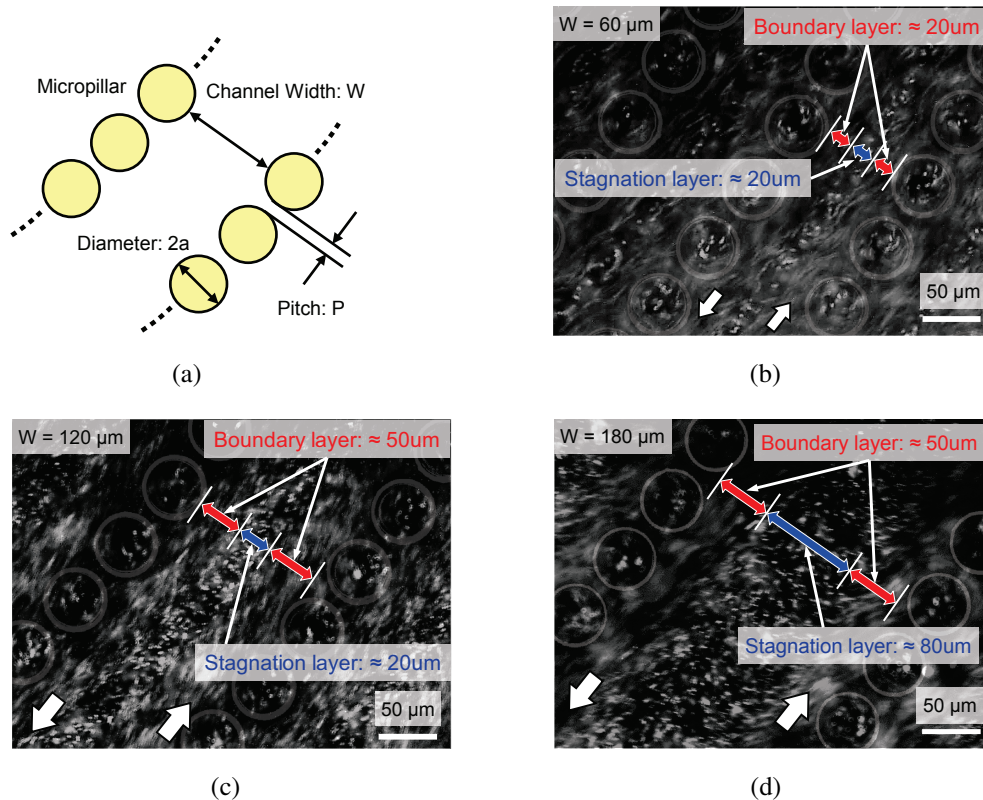 Micropillar
Channel Width: W
Diameter: 2a
Pitch: P
(a)
W = 60 μm
Boundary layer: ≈ 20um
Stagnation layer: ≈ 20um
50 μm
(b)
W = 120 μm
Boundary layer: ≈ 50um
Stagnation layer: ≈ 20um
50 μm
(c)
W = 180 μm
Boundary layer: ≈ 50um
Stagnation layer: ≈ 80um
50 μm
(d)